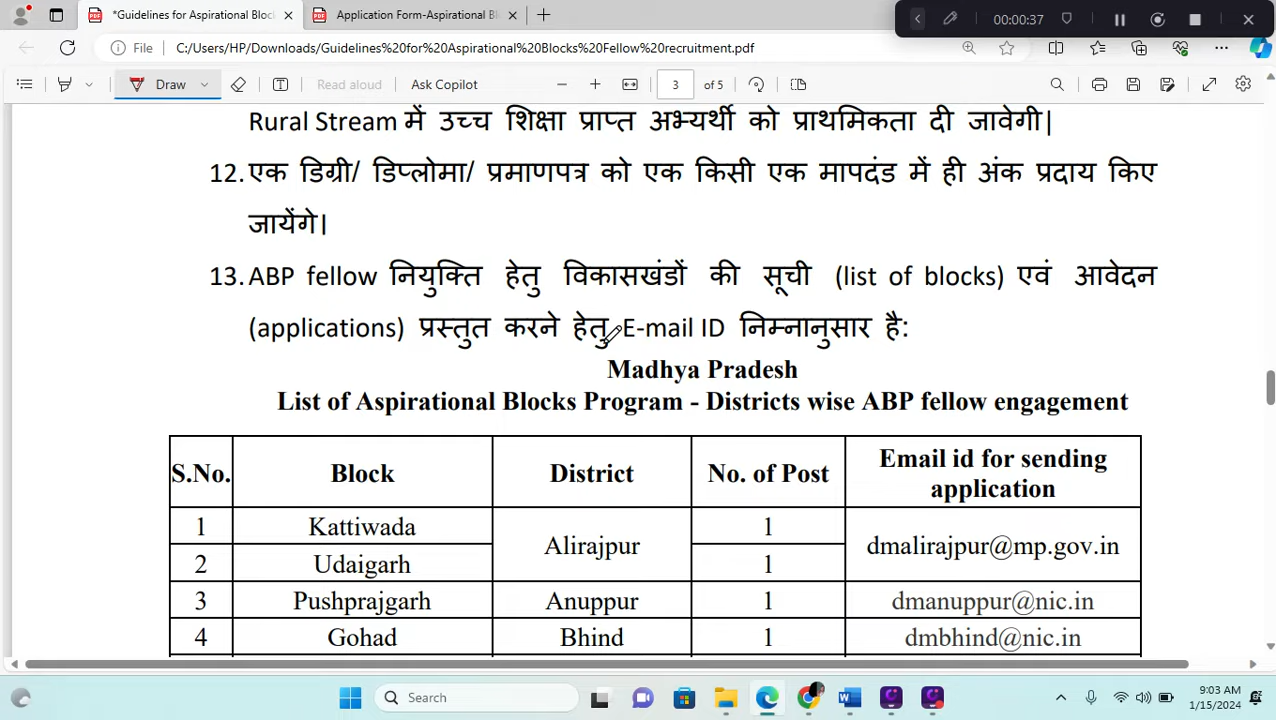 *Guidelines for Aspirational Bloc
Application Form-Aspirational Bl
00:00:37
File
C:/Users/HP/Downloads/Guidelines%20for%20Aspirational%20Blocks%20Fellow%20recruitment.pdf
Draw
Read aloud
Ask Copilot
3
of 5
Rural Stream में उच्च शिक्षा प्राप्त अभ्यर्थी को प्राथमिकता दी जावेगी|
12. एक डिग्री/ डिप्लोमा/ प्रमाणपत्र को एक किसी एक मापदंड में ही अंक प्रदाय किए
जायेंगे|
13. ABP fellow नियुक्ति हेतु विकासखंडों की सूची (list of blocks) एवं आवेदन
(applications) प्रस्तुत करने हेतु E-mail ID निम्नानुसार है:
Madhya Pradesh
List of Aspirational Blocks Program - Districts wise ABP fellow engagement
S.No. Block District No. of Post Email id for sending application
1 Kattiwada Alirajpur 1 dmalirajpur@mp.gov.in
2 Udaigarh 1
3 Pushprajgarh Anuppur 1 dmanuppur@nic.in
4 Gohad Bhind 1 dmbhind@nic.in
Search
9:03 AM
1/15/2024